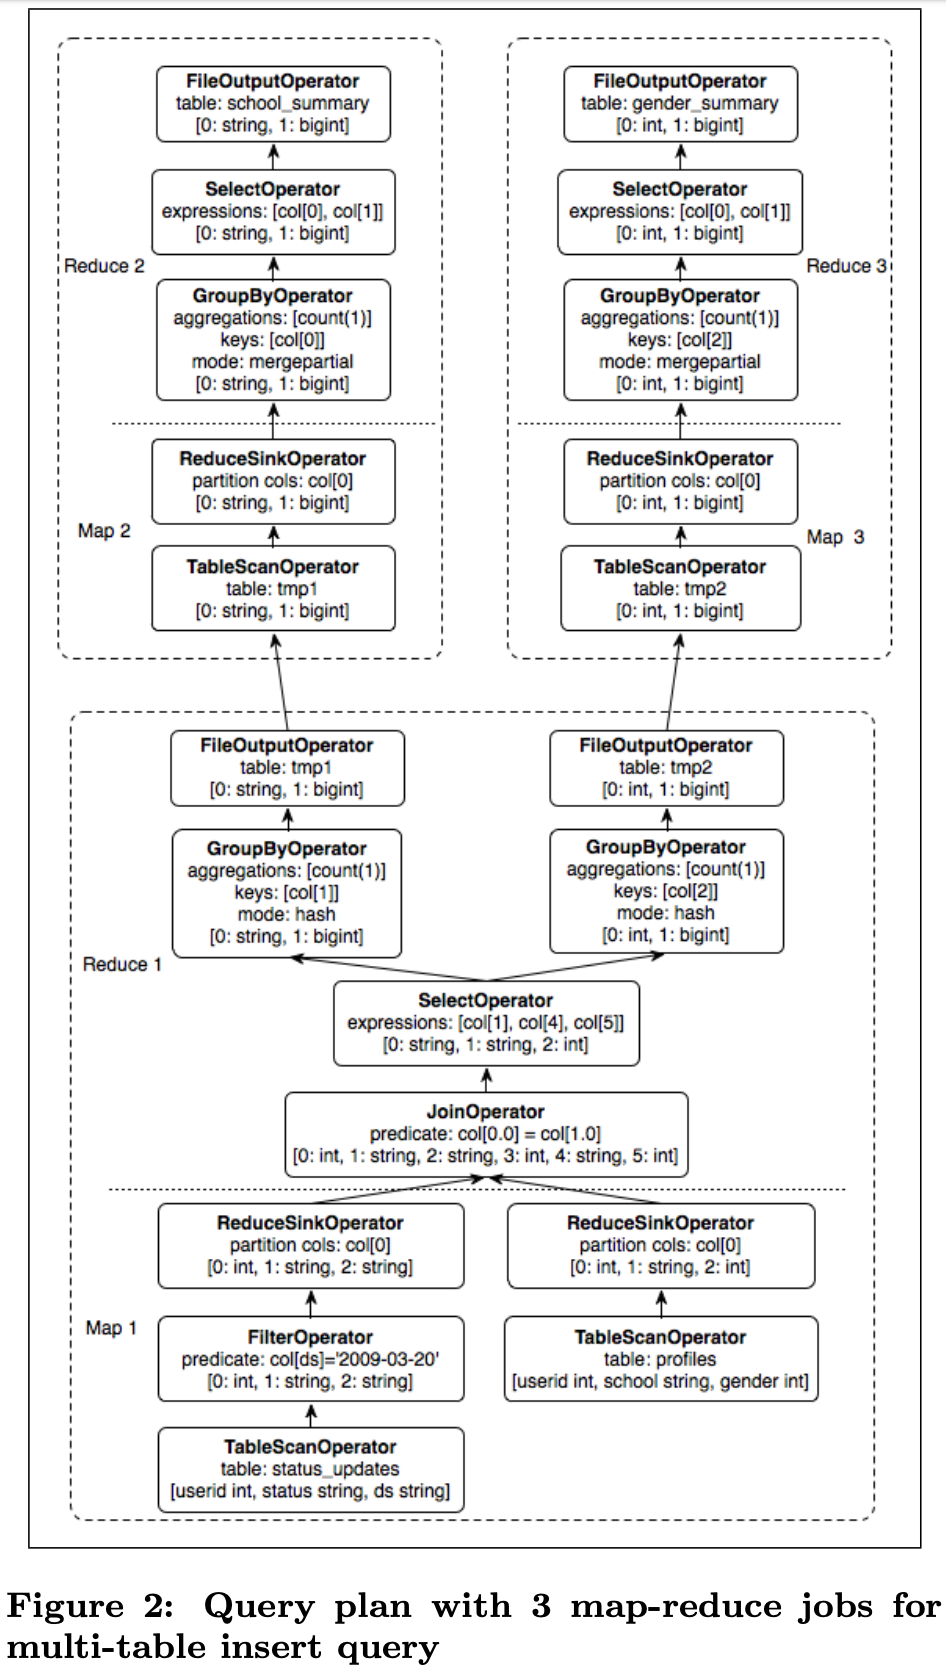 FileOutputOperator
table: school_summary
[0: string, 1: bigint]
SelectOperator
expressions: [col[0], col[1]]
[0: string, 1: bigint]
Reduce 2
GroupByOperator
aggregations: [count(1)]
keys: [col[0]]
mode: mergepartial
[0: string, 1: bigint]
ReduceSinkOperator
partition cols: col[0]
[0: string, 1: bigint]
Map 2
TableScanOperator
table: tmp1
[0: string, 1: bigint]
FileOutputOperator
table: gender_summary
[0: int, 1: bigint]
SelectOperator
expressions: [col[0], col[1]]
[0: int, 1: bigint]
Reduce 3
GroupByOperator
aggregations: [count(1)]
keys: [col[2]]
mode: mergepartial
[0: int, 1: bigint]
ReduceSinkOperator
partition cols: col[0]
[0: int, 1: bigint]
Map 3
TableScanOperator
table: tmp2
[0: int, 1: bigint]
FileOutputOperator
table: tmp1
[0: string, 1: bigint]
GroupByOperator
aggregations: [count(1)]
keys: [col[1]]
mode: hash
[0: string, 1: bigint]
FileOutputOperator
table: tmp2
[0: int, 1: bigint]
GroupByOperator
aggregations: [count(1)]
keys: [col[2]]
mode: hash
[0: int, 1: bigint]
Reduce 1
SelectOperator
expressions: [col[1], col[4], col[5]]
[0: string, 1: string, 2: int]
JoinOperator
predicate: col[0.0] = col[1.0]
[0: int, 1: string, 2: string, 3: int, 4: string, 5: int]
ReduceSinkOperator
partition cols: col[0]
[0: int, 1: string, 2: string]
Map 1
FilterOperator
predicate: col[ds]='2009-03-20'
[0: int, 1: string, 2: string]
TableScanOperator
table: status_updates
[userid int, status string, ds string]
ReduceSinkOperator
partition cols: col[0]
[0: int, 1: string, 2: int]
TableScanOperator
table: profiles
[userid int, school string, gender int]
Figure 2: Query plan with 3 map-reduce jobs for
multi-table insert query